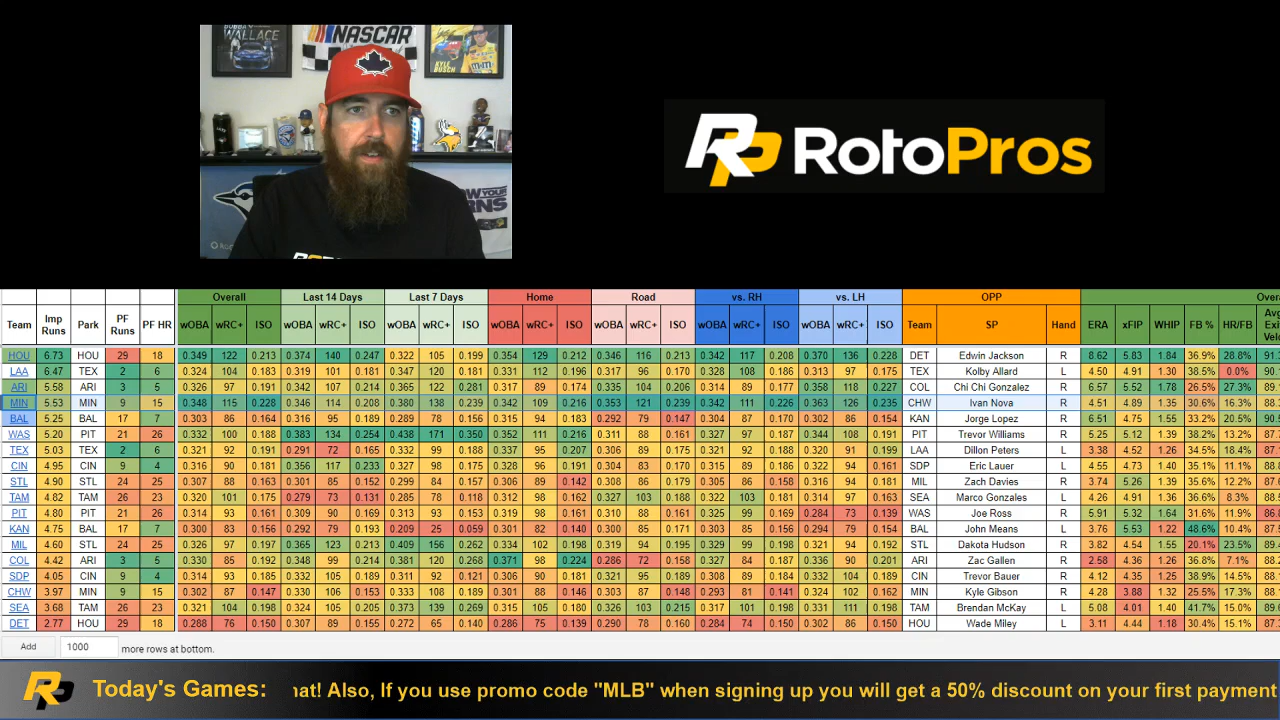 BUBBA
WALLACE
NASCAR
KYLE
BUSCH
RP RotoPros
Overall Last 14 Days Last 7 Days Home Road vs. RH vs. LH OPP Overa
Team Imp Runs Park PF Runs PF HR wOBA wRC+ ISO wOBA wRC+ ISO wOBA wRC+ ISO wOBA wRC+ ISO wOBA wRC+ ISO wOBA wRC+ ISO wOBA wRC+ ISO Team SP Hand ERA xFIP WHIP FB % HR/FB Avg Exi Velo
HOU 6.73 HOU 29 18 0.349 122 0.213 0.374 140 0.247 0.322 105 0.199 0.354 129 0.212 0.346 116 0.213 0.342 117 0.208 0.370 136 0.228 DET Edwin Jackson R 8.62 5.83 1.84 36.9% 28.8% 91.3
LAA 6.47 TEX 2 6 0.324 104 0.183 0.319 101 0.181 0.347 120 0.181 0.331 112 0.196 0.317 96 0.170 0.328 108 0.186 0.313 97 0.175 TEX Kolby Allard L 4.50 4.91 1.30 38.5% 0.0% 90.
ARI 5.58 ARI 3 5 0.326 97 0.191 0.342 107 0.214 0.365 122 0.281 0.317 89 0.174 0.335 104 0.206 0.314 89 0.177 0.358 118 0.227 COL Chi Chi Gonzalez R 6.57 5.52 1.78 26.5% 27.3% 91.
MIN 5.53 MIN 9 15 0.348 115 0.228 0.346 114 0.208 0.380 138 0.239 0.342 109 0.216 0.353 121 0.239 0.342 111 0.226 0.363 126 0.235 CHW Ivan Nova R 4.51 4.89 1.35 30.6% 16.3% 88.
BAL 5.25 BAL 17 7 0.303 86 0.164 0.319 95 0.216 0.289 78 0.156 0.315 94 0.183 0.292 79 0.147 0.303 86 0.167 0.302 86 0.154 KAN Jorge Lopez R 6.51 4.75 1.55 33.2% 20.5% 90.
WAS 5.20 PIT 21 26 0.332 100 0.188 0.383 134 0.254 0.438 171 0.350 0.352 111 0.216 0.311 88 0.161 0.327 97 0.187 0.344 108 0.191 PIT Trevor Williams R 5.25 5.12 1.39 38.2% 13.2% 87.
TEX 5.03 TEX 2 6 0.321 92 0.191 0.291 72 0.165 0.332 99 0.188 0.337 95 0.207 0.306 89 0.175 0.321 92 0.188 0.320 91 0.199 LAA Dillon Peters L 3.38 4.52 1.26 34.4% 18.4% 87.
CIN 4.95 CIN 9 4 0.316 90 0.181 0.356 117 0.233 0.327 98 0.175 0.328 96 0.191 0.304 83 0.170 0.315 89 0.186 0.322 94 0.161 SDP Eric Lauer L 4.55 4.73 1.40 35.1% 11.1% 88.
STL 4.90 STL 24 25 0.307 88 0.163 0.301 85 0.152 0.299 84 0.157 0.306 89 0.142 0.308 86 0.179 0.305 86 0.158 0.316 94 0.181 MIL Zach Davies R 3.74 5.26 1.39 35.6% 12.2% 87.
TAM 4.82 TAM 26 23 0.320 101 0.175 0.279 73 0.131 0.285 78 0.118 0.312 98 0.162 0.327 103 0.188 0.322 103 0.181 0.314 97 0.163 SEA Marco Gonzales L 4.26 4.91 1.36 38.7% 8.3% 88.
PIT 4.81 PIT 21 26 0.314 93 0.161 0.309 90 0.161 0.313 93 0.157 0.319 98 0.161 0.310 88 0.161 0.325 99 0.169 0.284 73 0.139 WAS Joe Ross R 5.91 5.32 1.64 31.6% 11.9% 86.
KAN 4.75 BAL 17 7 0.300 83 0.156 0.292 79 0.193 0.209 25 0.059 0.301 82 0.140 0.300 85 0.171 0.303 85 0.156 0.294 79 0.154 BAL John Means L 3.76 5.53 1.22 48.6% 10.4% 89.
MIL 4.60 STL 24 25 0.326 97 0.197 0.365 123 0.213 0.409 156 0.262 0.334 102 0.198 0.319 94 0.195 0.329 99 0.198 0.321 94 0.192 STL Dakota Hudson R 3.82 4.54 1.55 20.1% 23.5% 87.
COL 4.42 ARI 3 5 0.330 85 0.192 0.348 99 0.214 0.381 120 0.268 0.371 98 0.224 0.286 72 0.158 0.327 84 0.187 0.336 90 0.201 ARI Zac Gallen R 2.58 4.36 1.26 36.8% 7.1% 88.
SDP 4.05 CIN 9 4 0.314 93 0.185 0.332 105 0.189 0.311 92 0.121 0.306 90 0.181 0.321 95 0.189 0.308 89 0.184 0.332 104 0.189 CIN Trevor Bauer R 4.12 4.35 1.25 38.9% 14.5% 88.
CHW 3.97 MIN 9 15 0.302 87 0.147 0.330 106 0.153 0.333 108 0.189 0.301 88 0.146 0.303 87 0.148 0.293 81 0.141 0.324 102 0.162 MIN Kyle Gibson R 4.28 3.88 1.32 25.5% 17.3% 88.
SEA 3.68 TAM 26 23 0.321 104 0.198 0.324 105 0.205 0.373 139 0.269 0.315 105 0.180 0.326 103 0.215 0.317 101 0.198 0.331 111 0.198 TAM Brendan McKay L 5.08 4.01 1.40 41.7% 15.0% 89.
DET 2.77 HOU 29 18 0.288 76 0.150 0.307 89 0.155 0.272 65 0.140 0.286 75 0.139 0.290 78 0.160 0.284 74 0.150 0.302 86 0.150 HOU Wade Miley L 3.11 4.44 1.18 30.4% 15.1% 87.
Add 1000 more rows at bottom.
RP Today's Games: hat! Also, If you use promo code "MLB" when signing up you will get a 50% discount on your first payment